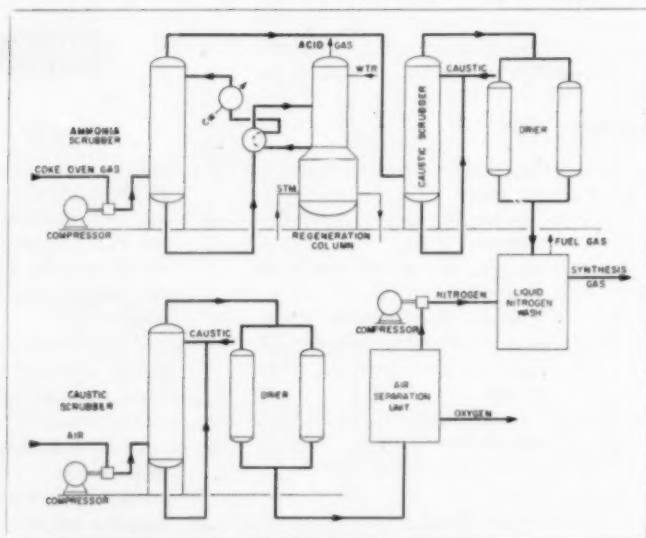 ACID GAS
WTR
CAUSTIC
AMMONIA
SCRUBBER
CAUSTIC SCRUBBER
DRIER
COKE OVEN GAS
STM.
COMPRESSOR
REGENERATION
COLUMN
FUEL GAS
SYNTHESIS
GAS
LIQUID
NITROGEN
WASH
NITROGEN
COMPRESSOR
CAUSTIC
DRIER
AIR
SEPARATION
UNIT
CAUSTIC
SCRUBBER
OXYGEN
AIR
COMPRESSOR